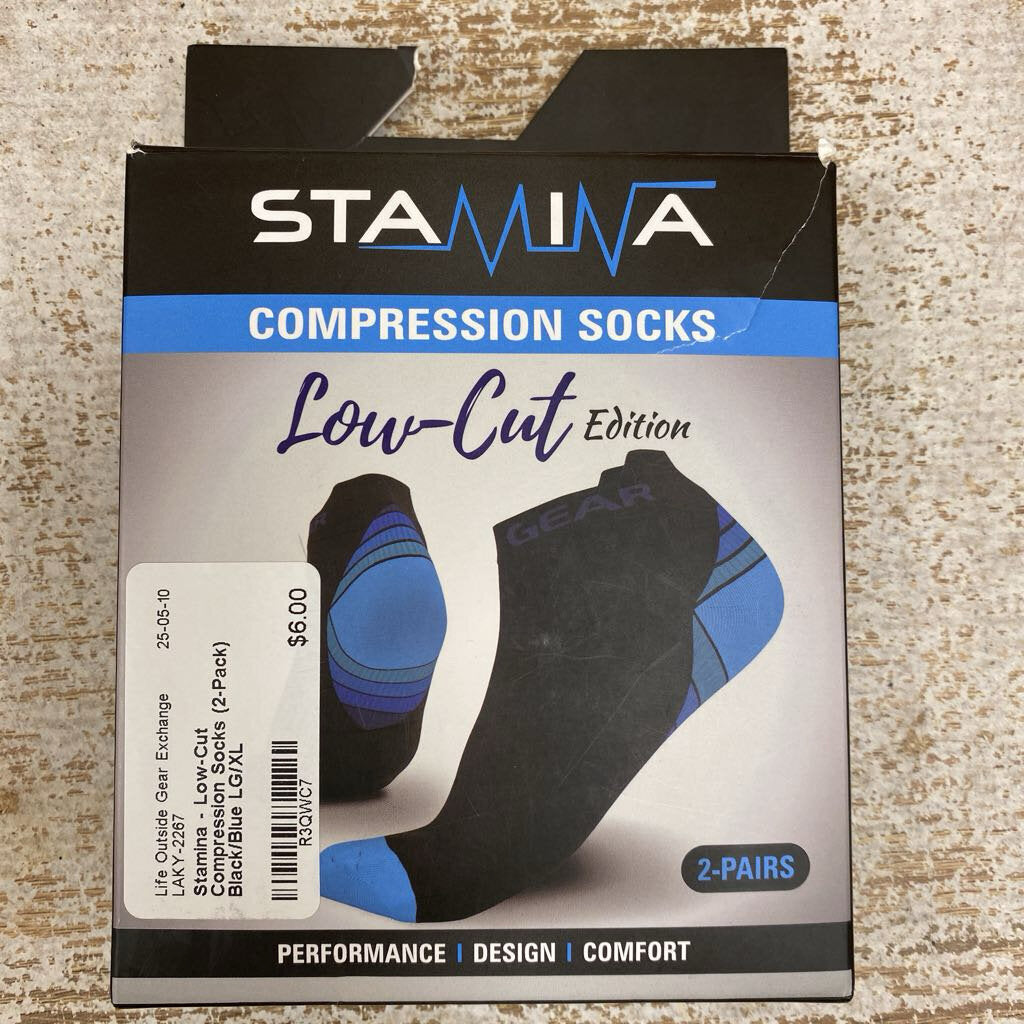 STAMINA
COMPRESSION SOCKS
Low-Cut Edition
GEAR
Life Outside Gear Exchange 25-05-10
LAKY-2267
Stamina - Low-Cut
Compression Socks (2-Pack)
Black/Blue LG/XL
$6.00
R3QWC7
2-PAIRS
PERFORMANCE | DESIGN | COMFORT